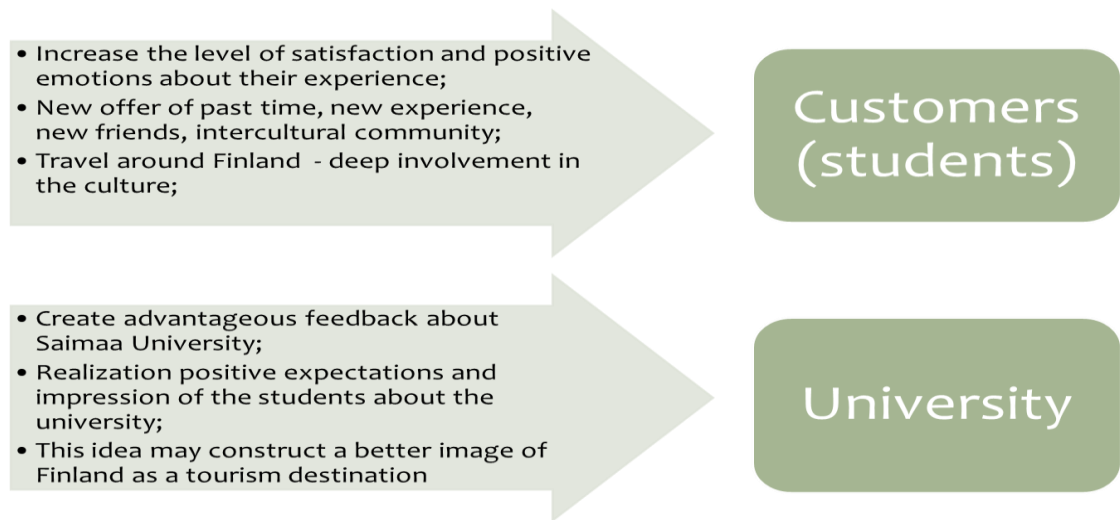 • Increase the level of satisfaction and positive
emotions about their experience;
• New offer of past time, new experience,
new friends, intercultural community;
• Travel around Finland - deep involvement in
the culture;
Customers
(students)
• Create advantageous feedback about
Saimaa University;
• Realization positive expectations and
impression of the students about the
university;
• This idea may construct a better image of
Finland as a tourism destination
University